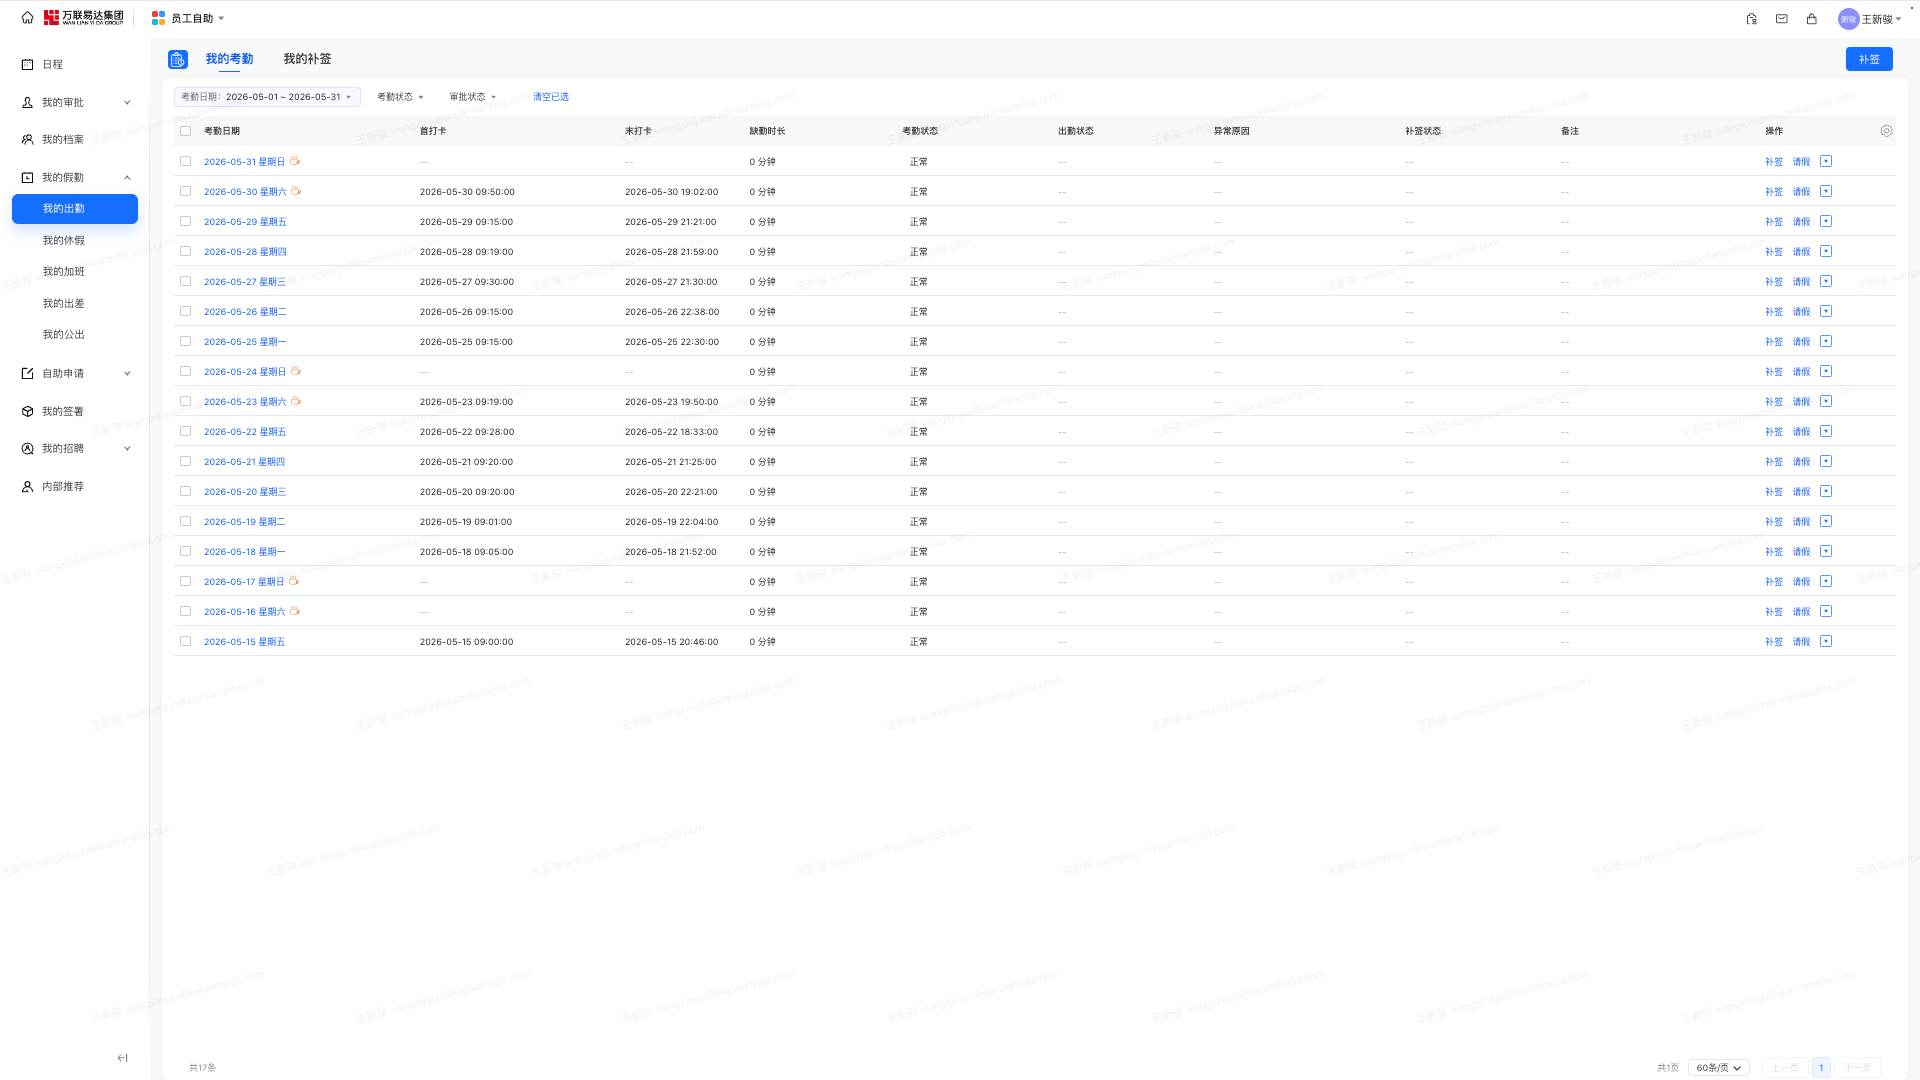 万联易达集团 员工自助 新骏 王新骏
WAN LIAN YI DA GROUP
日程
我的审批
我的档案
我的假勤
我的出勤
我的休假
我的加班
我的出差
我的公出
自助申请
我的签署
我的招聘
内部推荐
我的考勤 我的补签 补签
考勤日期: 2026-05-01 ~ 2026-05-31 考勤状态 审批状态 清空已选
考勤日期 首打卡 末打卡 缺勤时长 考勤状态 出勤状态 异常原因 补签状态 备注 操作
2026-05-31 星期日 -- -- 0 分钟 正常 -- -- -- -- 补签 请假
2026-05-30 星期六 2026-05-30 09:50:00 2026-05-30 19:02:00 0 分钟 正常 -- -- -- -- 补签 请假
2026-05-29 星期五 2026-05-29 09:15:00 2026-05-29 21:21:00 0 分钟 正常 -- -- -- -- 补签 请假
2026-05-28 星期四 2026-05-28 09:19:00 2026-05-28 21:59:00 0 分钟 正常 -- -- -- -- 补签 请假
2026-05-27 星期三 2026-05-27 09:30:00 2026-05-27 21:30:00 0 分钟 正常 -- -- -- -- 补签 请假
2026-05-26 星期二 2026-05-26 09:15:00 2026-05-26 22:38:00 0 分钟 正常 -- -- -- -- 补签 请假
2026-05-25 星期一 2026-05-25 09:15:00 2026-05-25 22:30:00 0 分钟 正常 -- -- -- -- 补签 请假
2026-05-24 星期日 -- -- 0 分钟 正常 -- -- -- -- 补签 请假
2026-05-23 星期六 2026-05-23 09:19:00 2026-05-23 19:50:00 0 分钟 正常 -- -- -- -- 补签 请假
2026-05-22 星期五 2026-05-22 09:28:00 2026-05-22 18:33:00 0 分钟 正常 -- -- -- -- 补签 请假
2026-05-21 星期四 2026-05-21 09:20:00 2026-05-21 21:25:00 0 分钟 正常 -- -- -- -- 补签 请假
2026-05-20 星期三 2026-05-20 09:20:00 2026-05-20 22:21:00 0 分钟 正常 -- -- -- -- 补签 请假
2026-05-19 星期二 2026-05-19 09:01:00 2026-05-19 22:04:00 0 分钟 正常 -- -- -- -- 补签 请假
2026-05-18 星期一 2026-05-18 09:05:00 2026-05-18 21:52:00 0 分钟 正常 -- -- -- -- 补签 请假
2026-05-17 星期日 -- -- 0 分钟 正常 -- -- -- -- 补签 请假
2026-05-16 星期六 -- -- 0 分钟 正常 -- -- -- -- 补签 请假
2026-05-15 星期五 2026-05-15 09:00:00 2026-05-15 20:46:00 0 分钟 正常 -- -- -- -- 补签 请假
王新骏 wangxinjun@wanlianyida.com
共17条 共1页 60条/页 上一页 1 下一页